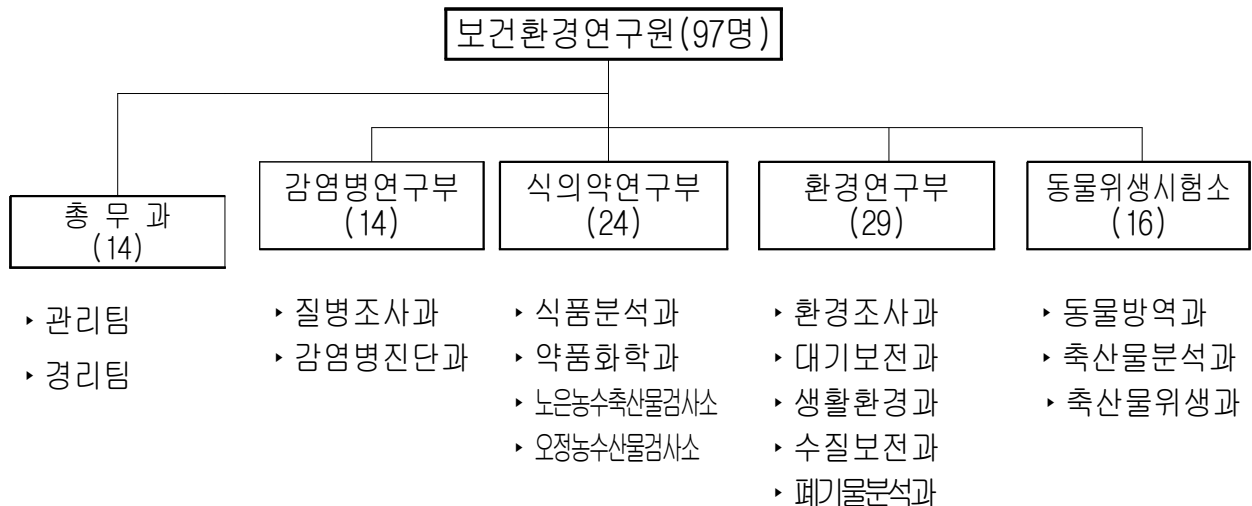 보건환경연구원(97명)
총 무 과
(14)
‣ 관리팀
‣ 경리팀
감염병연구부
(14)
‣ 질병조사과
‣ 감염병진단과
식의약연구부
(24)
‣ 식품분석과
‣ 약품화학과
‣ 노은농수축산물검사소
‣ 오정농수산물검사소
환경연구부
(29)
‣ 환경조사과
‣ 대기보전과
‣ 생활환경과
‣ 수질보전과
‣ 폐기물분석과
동물위생시험소
(16)
‣ 동물방역과
‣ 축산물분석과
‣ 축산물위생과